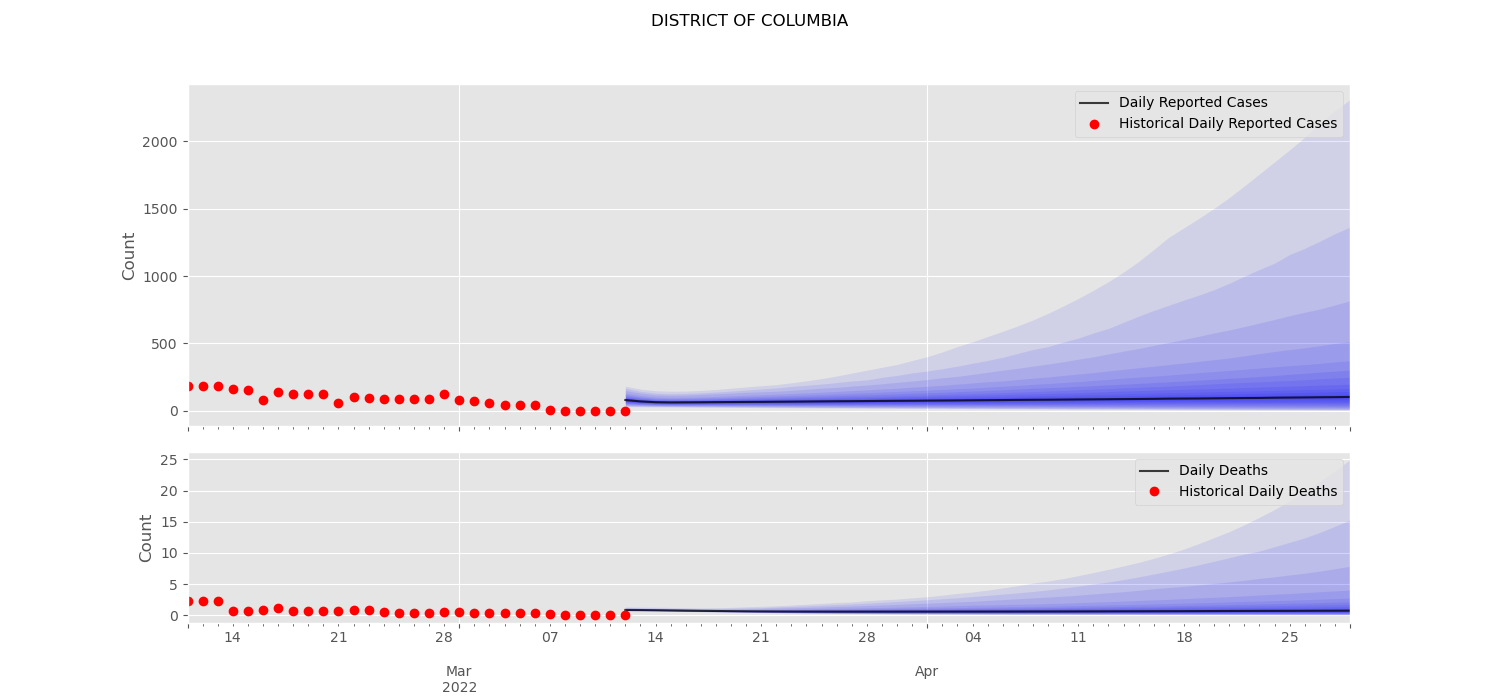 DISTRICT OF COLUMBIA
Daily Reported Cases
Historical Daily Reported Cases
2000
1500
1000
500
0
Count
Daily Deaths
Historical Daily Deaths
25
20
15
10
5
0
Count
14 21 28 07 14 21 28 04 11 18 25
Mar Apr
2022